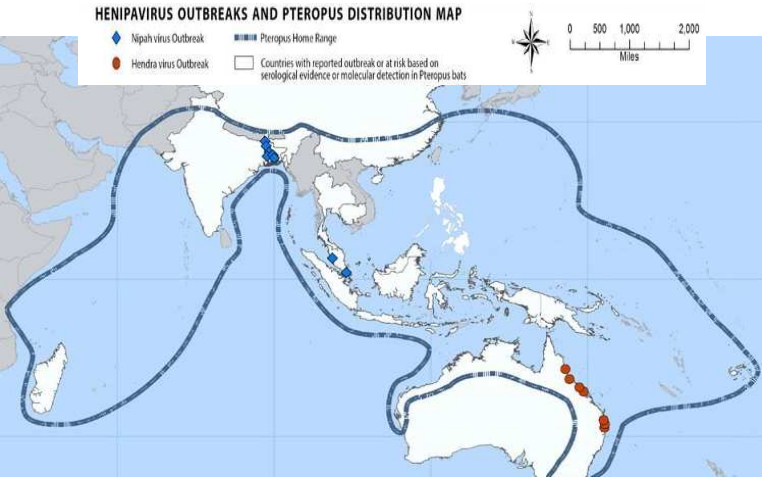 HENIPAVIRUS OUTBREAKS AND PTEROPUS DISTRIBUTION MAP
Nipah virus Outbreak
Pteropus Home Range
Hendra virus Outbreak
Countries with reported outbreak or at risk based on
serological evidence or molecular detection in Pteropus bats
N
W
E
S
0 500 1,000 2,000
Miles